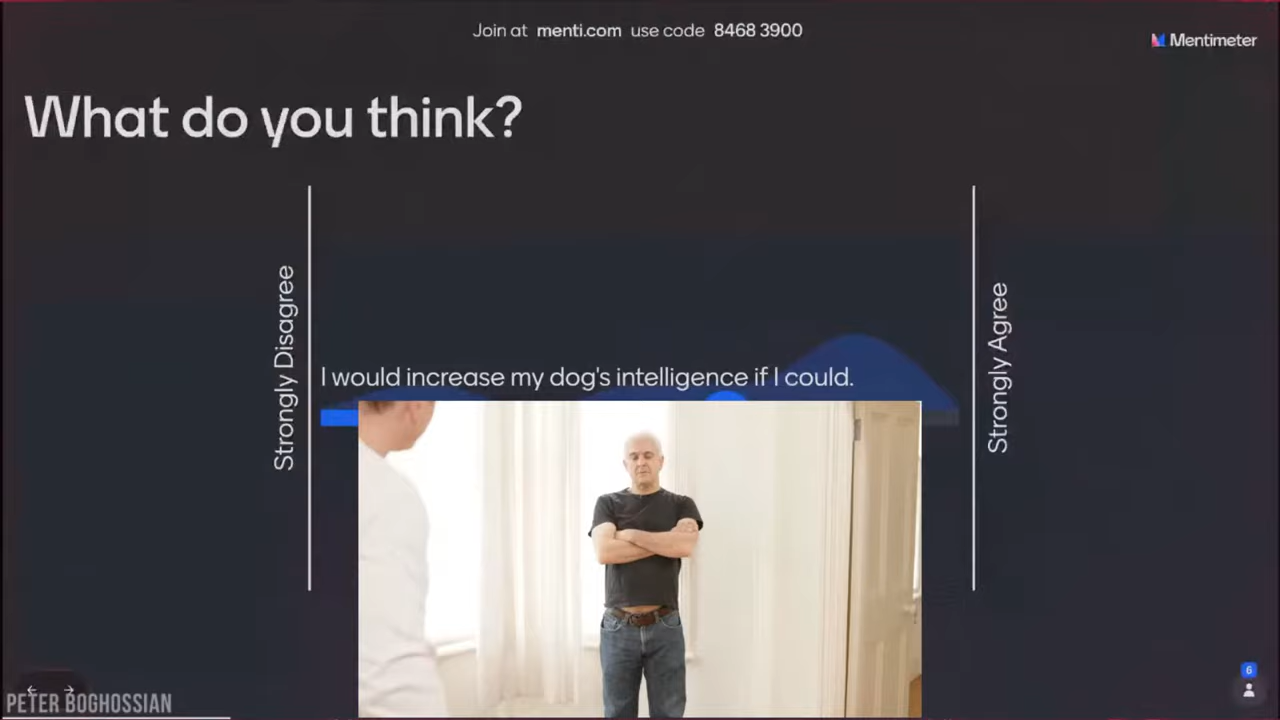 Join at menti.com use code 8468 3900
Mentimeter
What do you think?
Strongly Disagree
I would increase my dog's intelligence if I could.
Strongly Agree
6
PETER BOGHOSSIAN